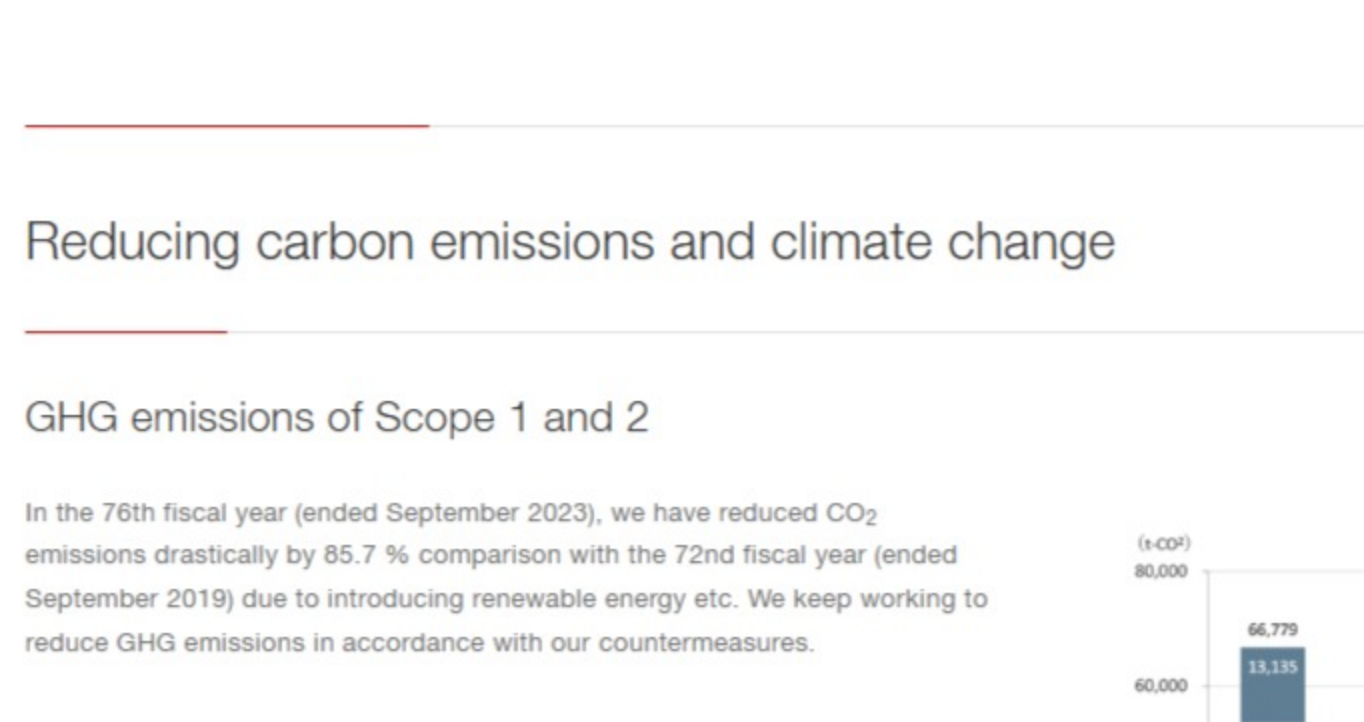 Reducing carbon emissions and climate change
GHG emissions of Scope 1 and 2
In the 76th fiscal year (ended September 2023), we have reduced CO₂
emissions drastically by 85.7 % comparison with the 72nd fiscal year (ended
September 2019) due to introducing renewable energy etc. We keep working to
reduce GHG emissions in accordance with our countermeasures.
(t-CO²)
80,000
66,779
13,135
60,000